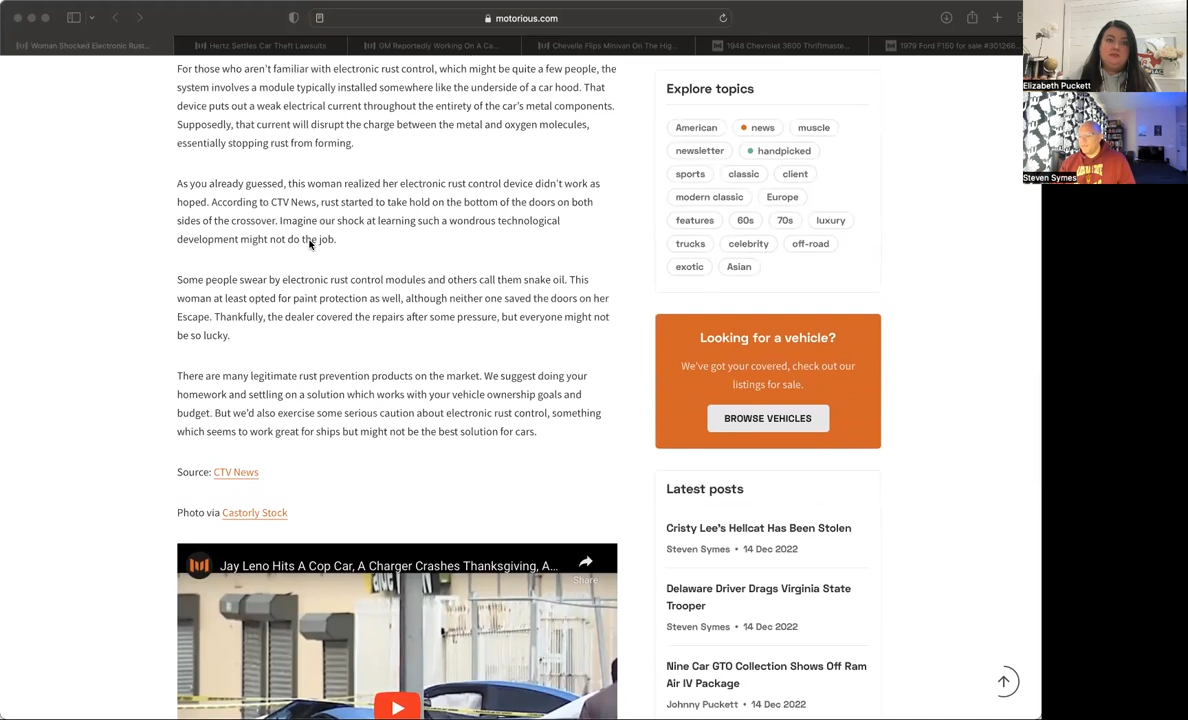 motorious.com
Woman Shocked Electronic Rust...
Hertz Settles Car Theft Lawsuits
GM Reportedly Working On A Ca...
Chevelle Flips Minivan On The Hig...
1948 Chevrolet 3600 Thriftmaste...
1979 Ford F150 for sale #301266...
Elizabeth Puckett
Steven Symes
For those who aren't familiar with electronic rust control, which might be quite a few people, the
system involves a module typically installed somewhere like the underside of a car hood. That
device puts out a weak electrical current throughout the entirety of the car's metal components.
Supposedly, that current will disrupt the charge between the metal and oxygen molecules,
essentially stopping rust from forming.
As you already guessed, this woman realized her electronic rust control device didn't work as
hoped. According to CTV News, rust started to take hold on the bottom of the doors on both
sides of the crossover. Imagine our shock at learning such a wondrous technological
development might not do the job.
Some people swear by electronic rust control modules and others call them snake oil. This
woman at least opted for paint protection as well, although neither one saved the doors on her
Escape. Thankfully, the dealer covered the repairs after some pressure, but everyone might not
be so lucky.
There are many legitimate rust prevention products on the market. We suggest doing your
homework and settling on a solution which works with your vehicle ownership goals and
budget. But we'd also exercise some serious caution about electronic rust control, something
which seems to work great for ships but might not be the best solution for cars.
Source: CTV News
Photo via Castorly Stock
Jay Leno Hits A Cop Car, A Charger Crashes Thanksgiving, A...
Share
Explore topics
American news muscle
newsletter handpicked
sports classic client
modern classic Europe
features 60s 70s luxury
trucks celebrity off-road
exotic Asian
Looking for a vehicle?
We've got your covered, check out our
listings for sale.
BROWSE VEHICLES
Latest posts
Cristy Lee's Hellcat Has Been Stolen
Steven Symes • 14 Dec 2022
Delaware Driver Drags Virginia State
Trooper
Steven Symes • 14 Dec 2022
Nine Car GTO Collection Shows Off Ram
Air IV Package
Johnny Puckett • 14 Dec 2022